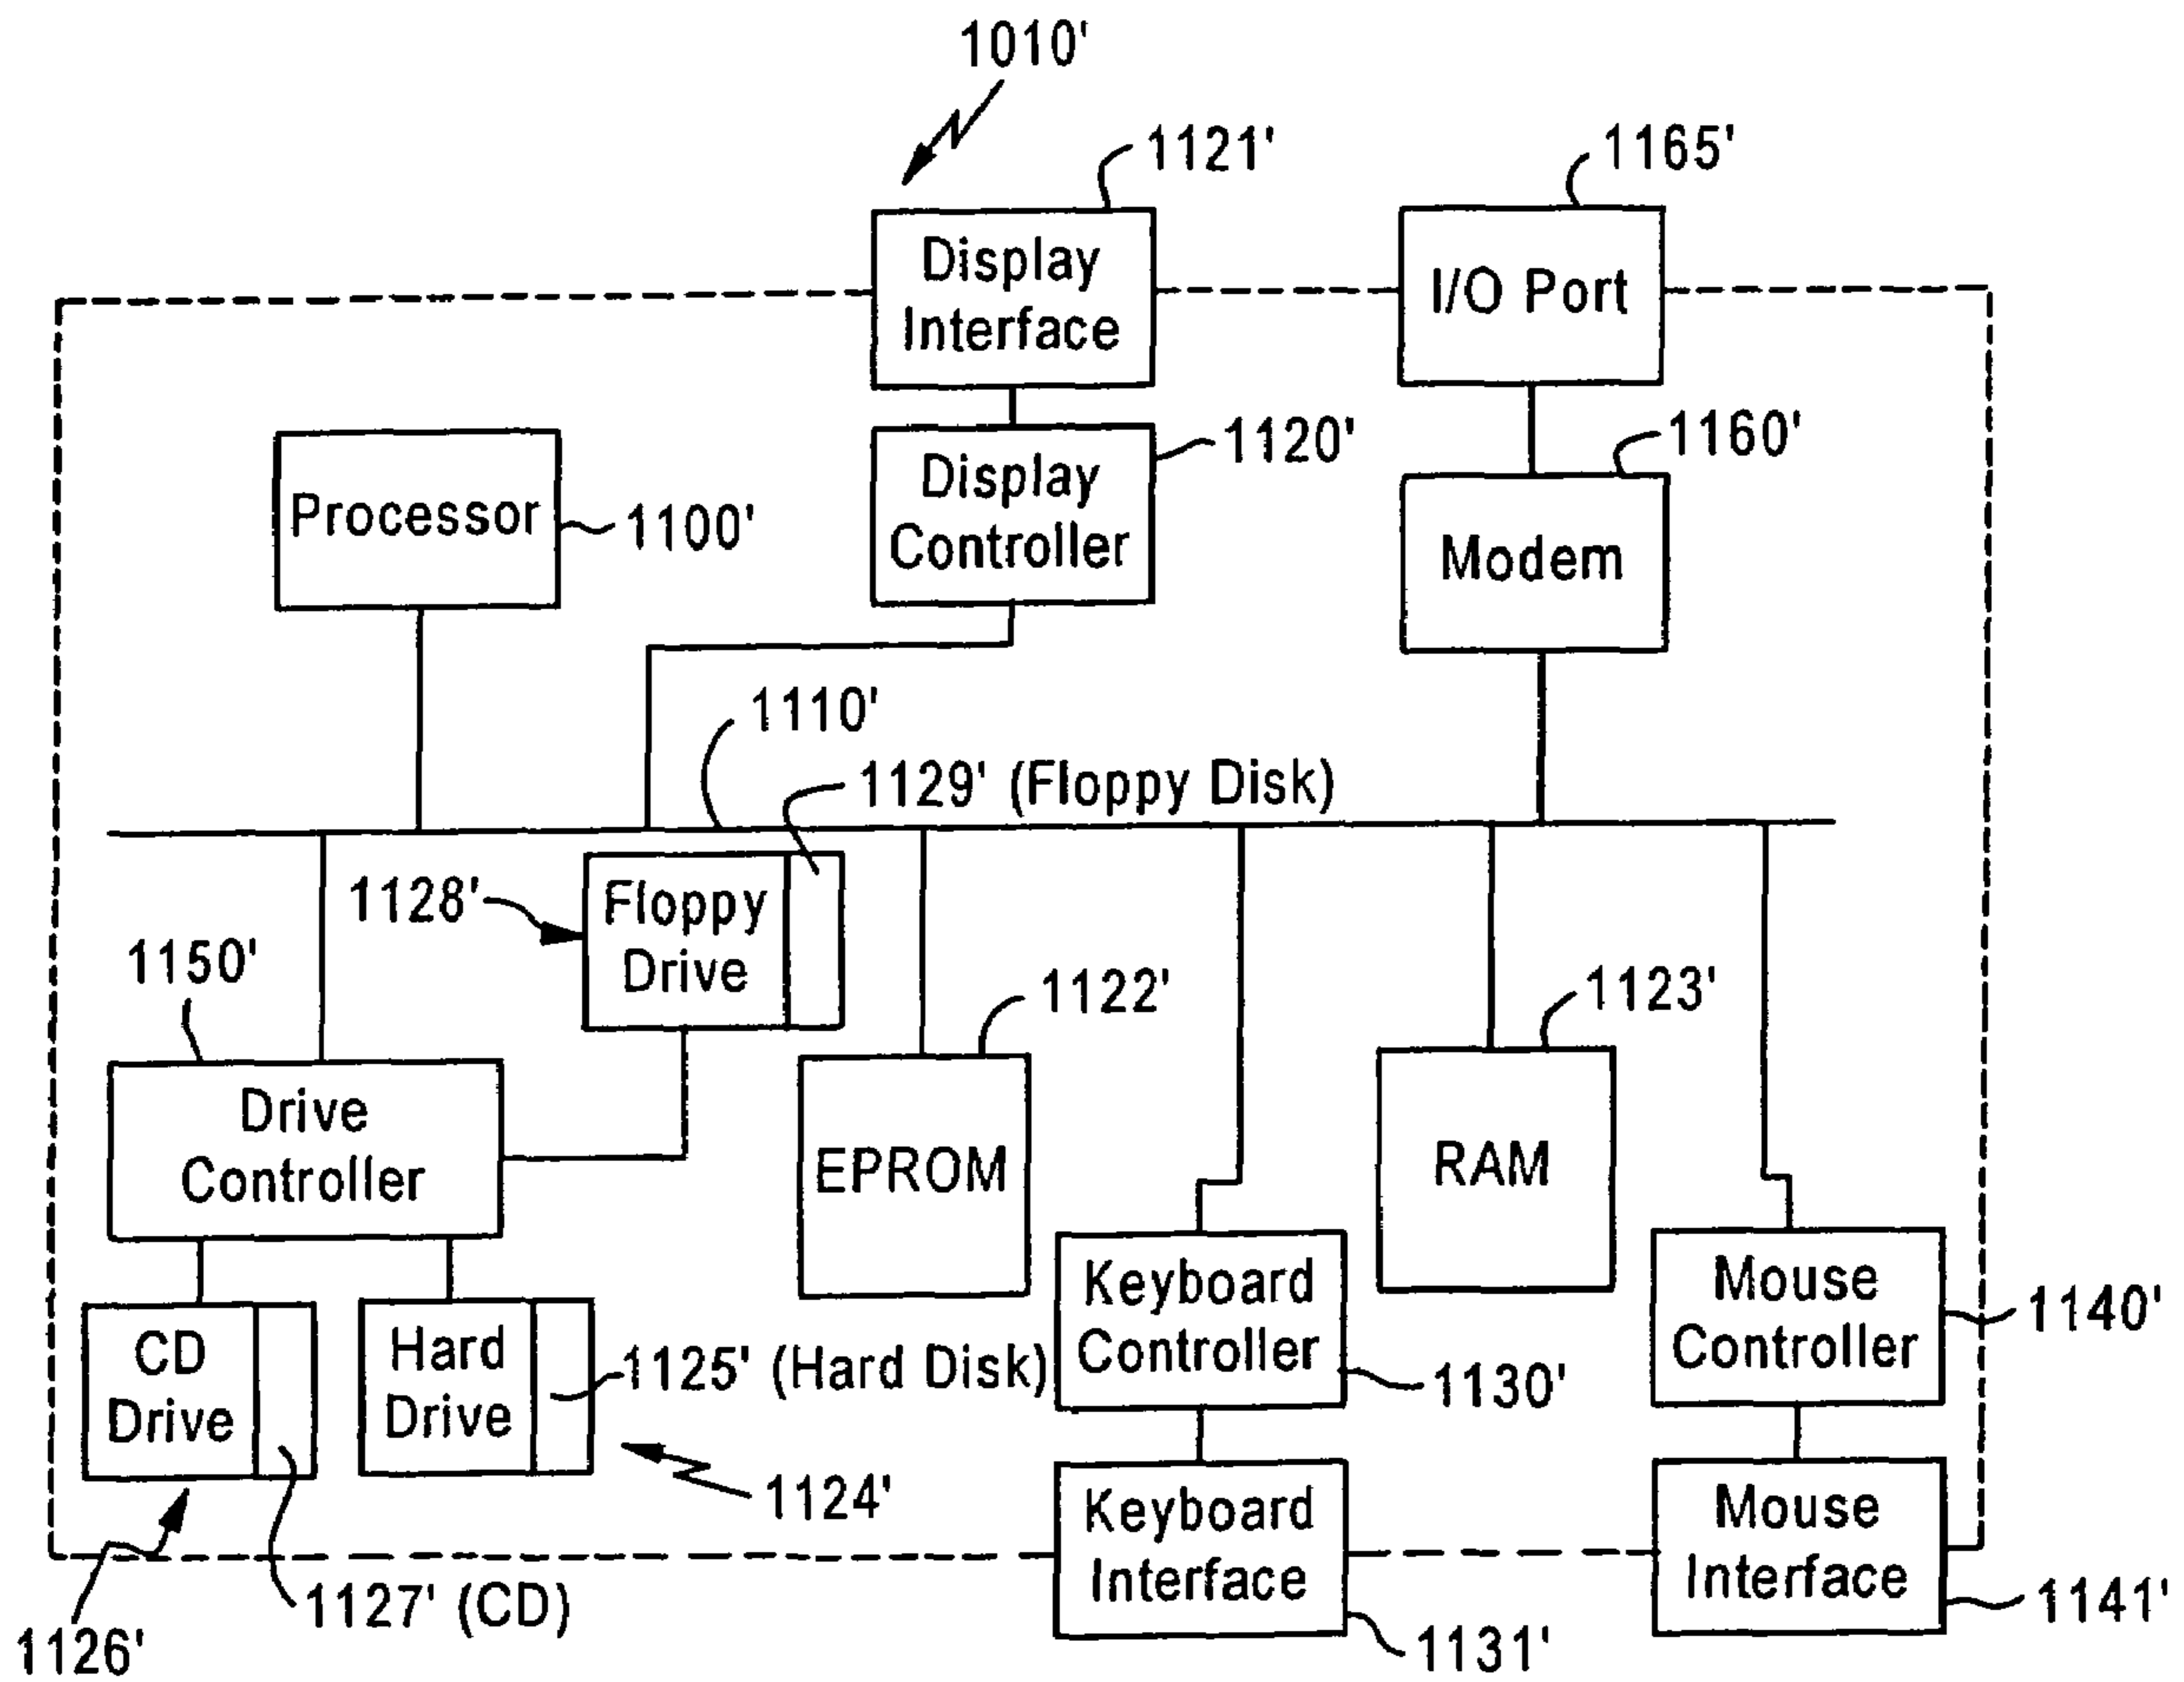 1010'
1121'
1165'
Display
Interface
I/O Port
1120'
1160'
Display
Controller
Processor
1100'
Modem
1110'
1129' (Floppy Disk)
1128'
Floppy
Drive
1150'
1122'
1123'
Drive
Controller
EPROM
RAM
Keyboard
Controller
Mouse
Controller
1140'
CD
Drive
Hard
Drive
1125' (Hard Disk)
1130'
1124'
Keyboard
Interface
Mouse
Interface
1127' (CD)
1126'
1131'
1141'